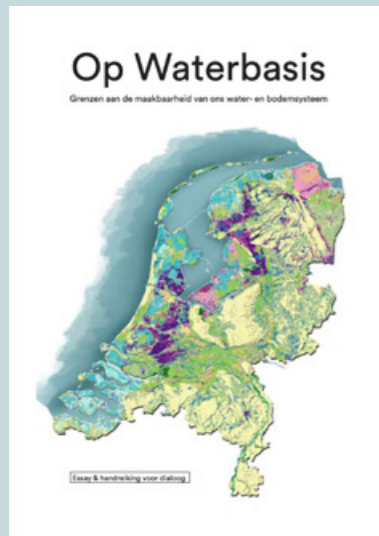 Op Waterbasis
Grenzen aan de maakbaarheid van ons water- en bodemsysteem
Essay & handreiking voor dialoog